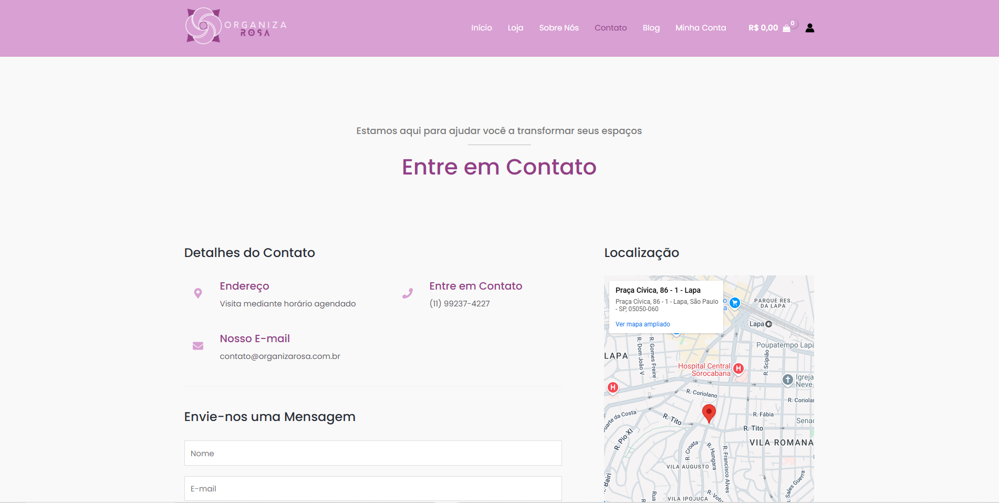 ORGANIZA
ROSA
Início
Loja
Sobre Nós
Contato
Blog
Minha Conta
R$ 0,00
0
Estamos aqui para ajudar você a transformar seus espaços
Entre em Contato
Detalhes do Contato
Endereço
Visita mediante horário agendado
Entre em Contato
(11) 99237-4227
Nosso E-mail
contato@organizarosa.com.br
Envie-nos uma Mensagem
Nome
E-mail
Localização
Praça Cívica, 86 - 1 - Lapa
Praça Cívica, 86 - 1 - Lapa, São Paulo
- SP, 05050-060
Ver mapa ampliado
o
a
PARQUE RES.
DA LAPA
Lapa
Poupatempo Lapa
R. Dom João V
R. Gomes Freire
R. Scipião
LAPA
Hospital Central
Sorocabana
H
H
Igreja
Neve
R. Coriolano
R. Coriolan
R. Fábia
Senac
uarte da Costa
R. Tito
R. Tito
R. Pio XI
VILA ROMANA
R. Croata
R. Hungara
R. Francisco Alves
VILA AUGUSTO
Bairi
Rua
R. Votu
Sales Guerra
VILA IPOJUCA